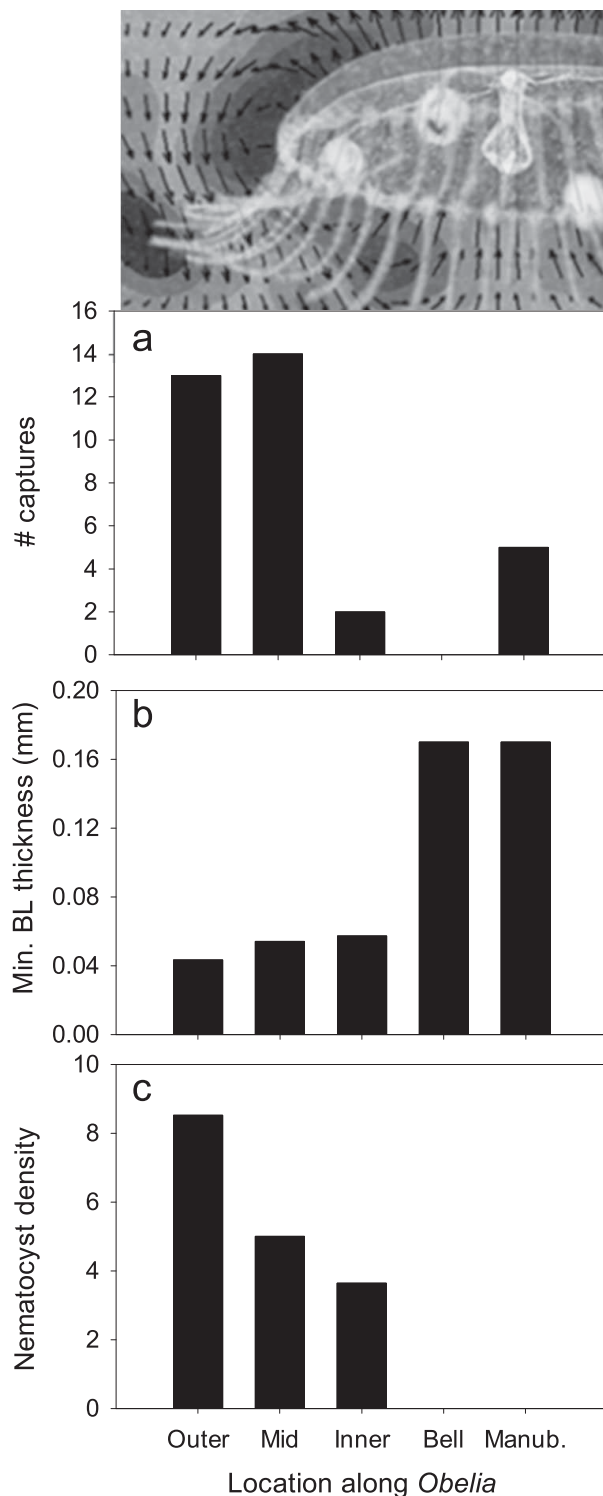 16
a
14
12
10
8
6
4
2
0
# captures
0.20
b
0.16
0.12
0.08
0.04
0.00
Min. BL thickness (mm)
10
c
8
6
4
2
0
Nematocyst density
Outer Mid Inner Bell Manub.
Location along Obelia